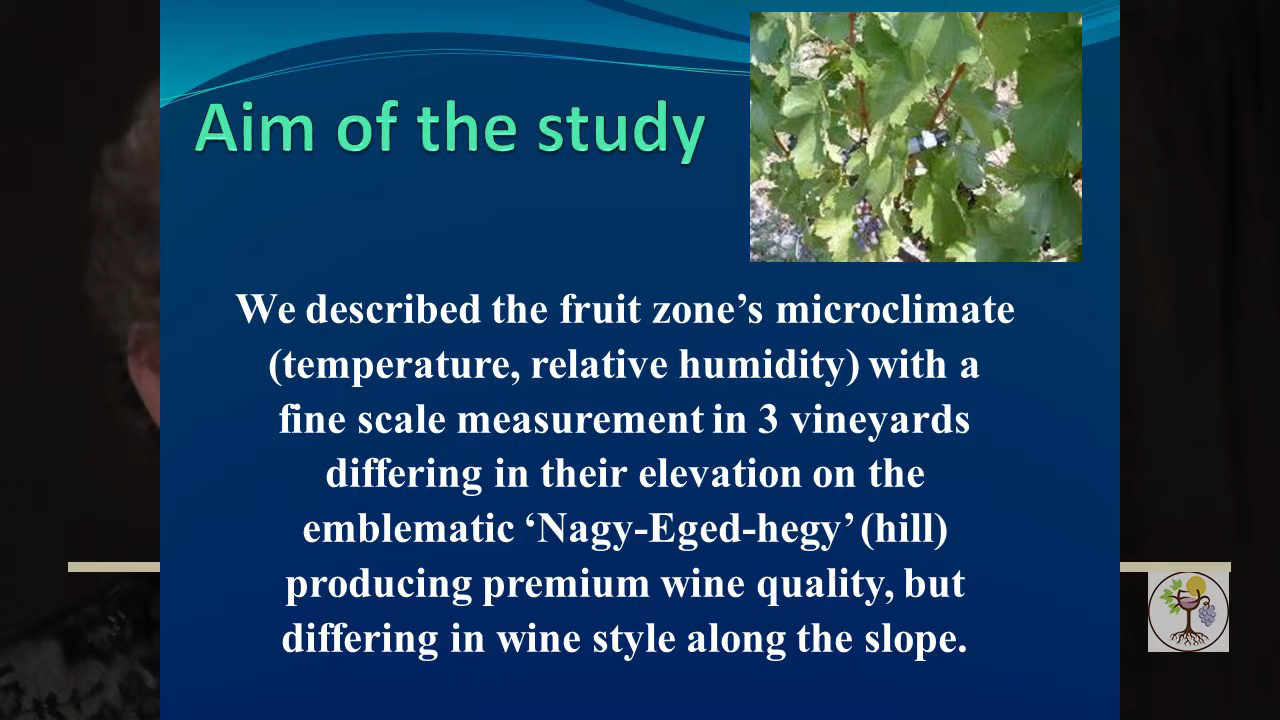 Aim of the study
We described the fruit zone’s microclimate
(temperature, relative humidity) with a
fine scale measurement in 3 vineyards
differing in their elevation on the
emblematic ‘Nagy-Eged-hegy’ (hill)
producing premium wine quality, but
differing in wine style along the slope.